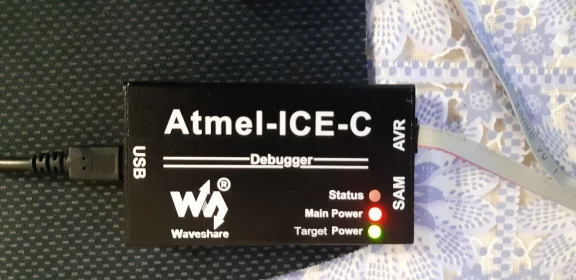 Atmel-ICE-C
Debugger
USB
AVR
SAM
Status
Main Power
Target Power
®
Waveshare